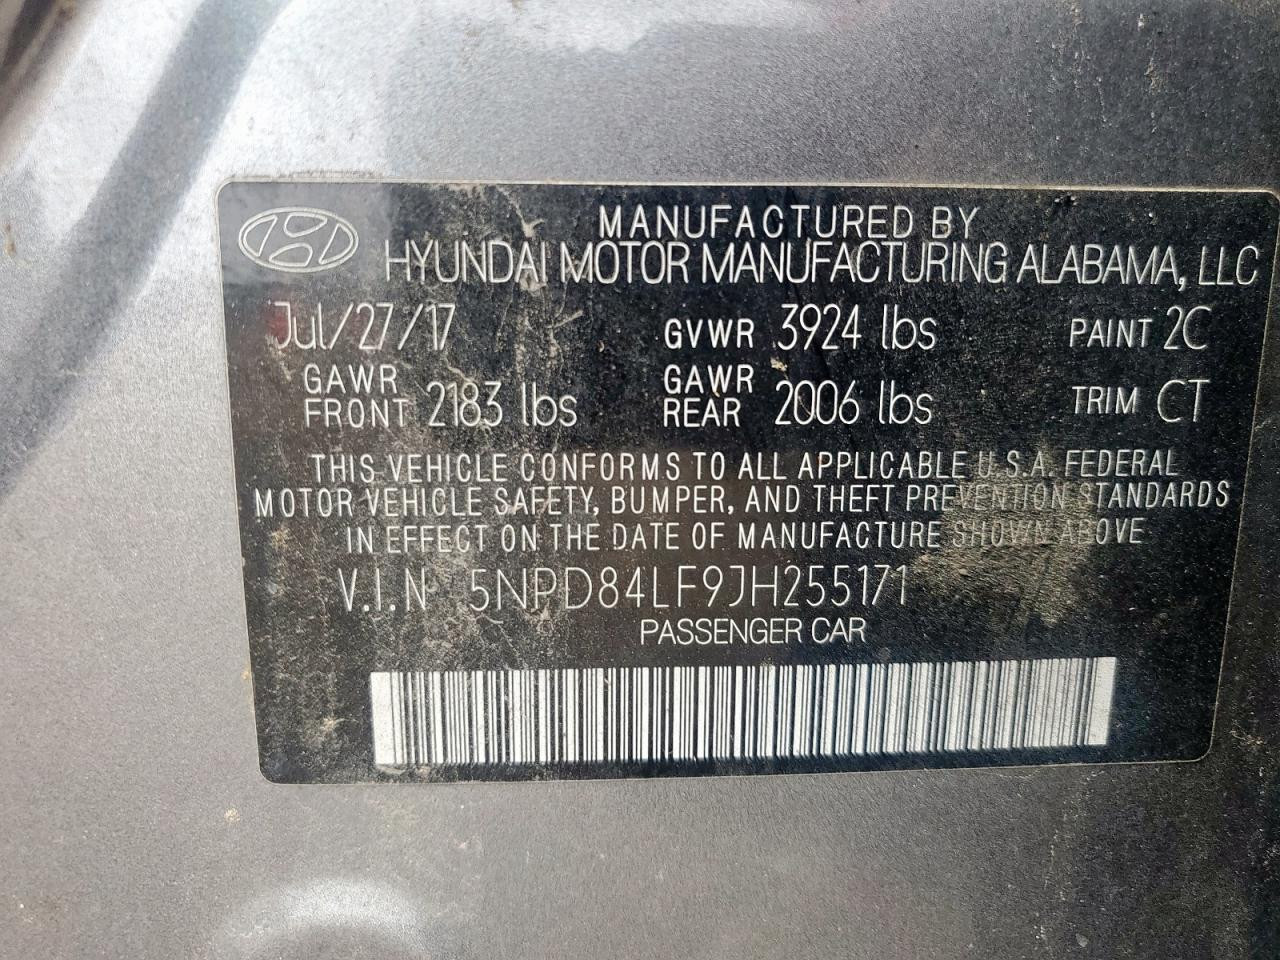 MANUFACTURED BY
HYUNDAI MOTOR MANUFACTURING ALABAMA, LLC
Jul/27/17 GVWR 3924 lbs PAINT 2C
GAWR FRONT 2183 lbs GAWR REAR 2006 lbs TRIM CT
THIS VEHICLE CONFORMS TO ALL APPLICABLE U.S.A. FEDERAL
MOTOR VEHICLE SAFETY, BUMPER, AND THEFT PREVENTION STANDARDS
IN EFFECT ON THE DATE OF MANUFACTURE SHOWN ABOVE
V.I.N 5NPD84LF9JH255171
PASSENGER CAR